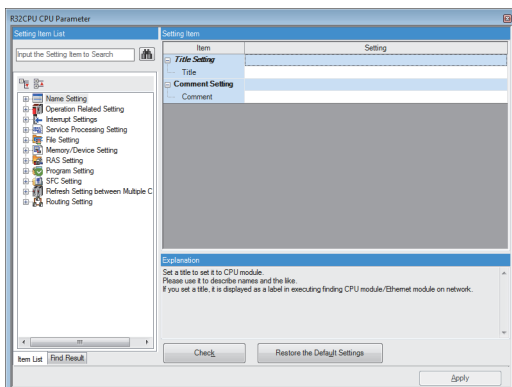 R32CPU CPU Parameter
Setting Item List
Input the Setting Item to Search
Name Setting
Operation Related Setting
Interrupt Settings
Service Processing Setting
File Setting
Memory/Device Setting
RAS Setting
Program Setting
SFC Setting
Refresh Setting between Multiple C
Routing Setting
Item List
Find Result
Setting Item
Item
Setting
Title Setting
Title
Comment Setting
Comment
Explanation
Set a title to set it to CPU module.
Please use it to describe names and the like.
If you set a title, it is displayed as a label in executing finding CPU module/Ethernet module on network.
Check
Restore the Default Settings
Apply